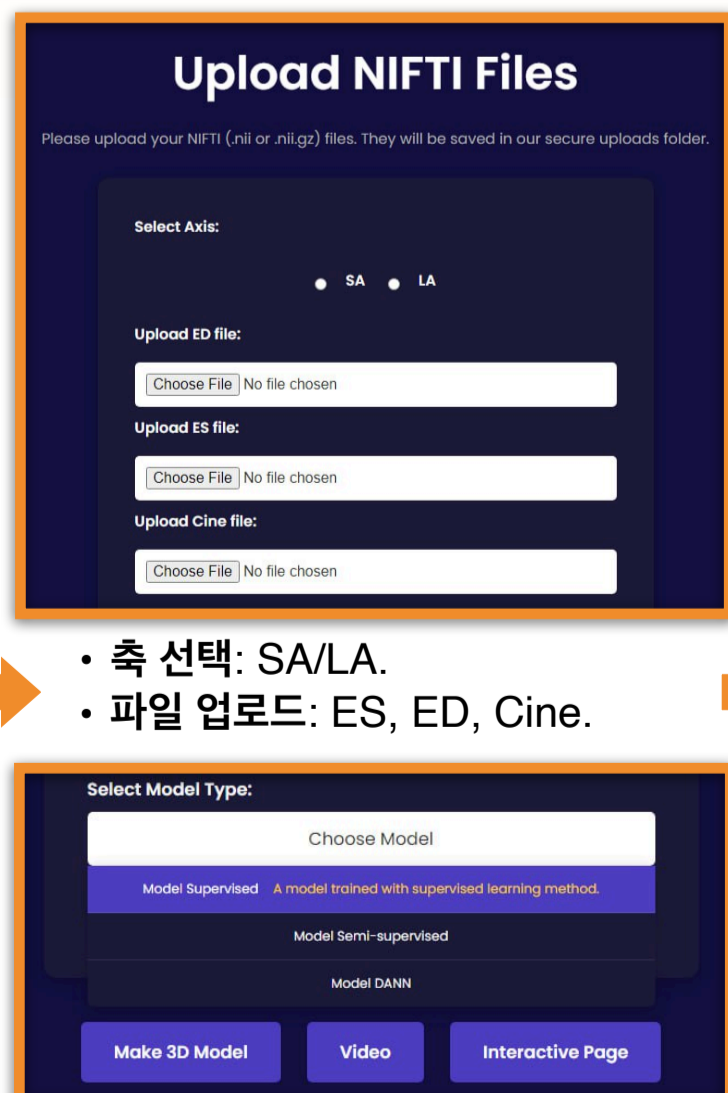 Upload NIFTI Files
Please upload your NIFTI (.nii or .nii.gz) files. They will be saved in our secure uploads folder.
Select Axis:
SA LA
Upload ED file:
Choose File No file chosen
Upload ES file:
Choose File No file chosen
Upload Cine file:
Choose File No file chosen
• 축 선택: SA/LA.
• 파일 업로드: ES, ED, Cine.
Select Model Type:
Choose Model
Model Supervised A model trained with supervised learning method.
Model Semi-supervised
Model DANN
Make 3D Model Video Interactive Page